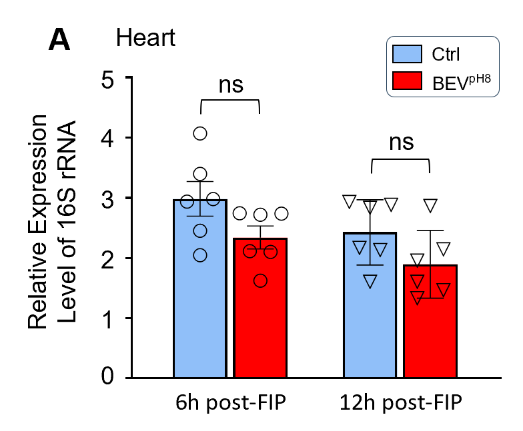 A Heart
Ctrl
BEVpH8
ns
ns
5
4
3
2
1
0
Relative Expression
Level of 16S rRNA
6h post-FIP
12h post-FIP